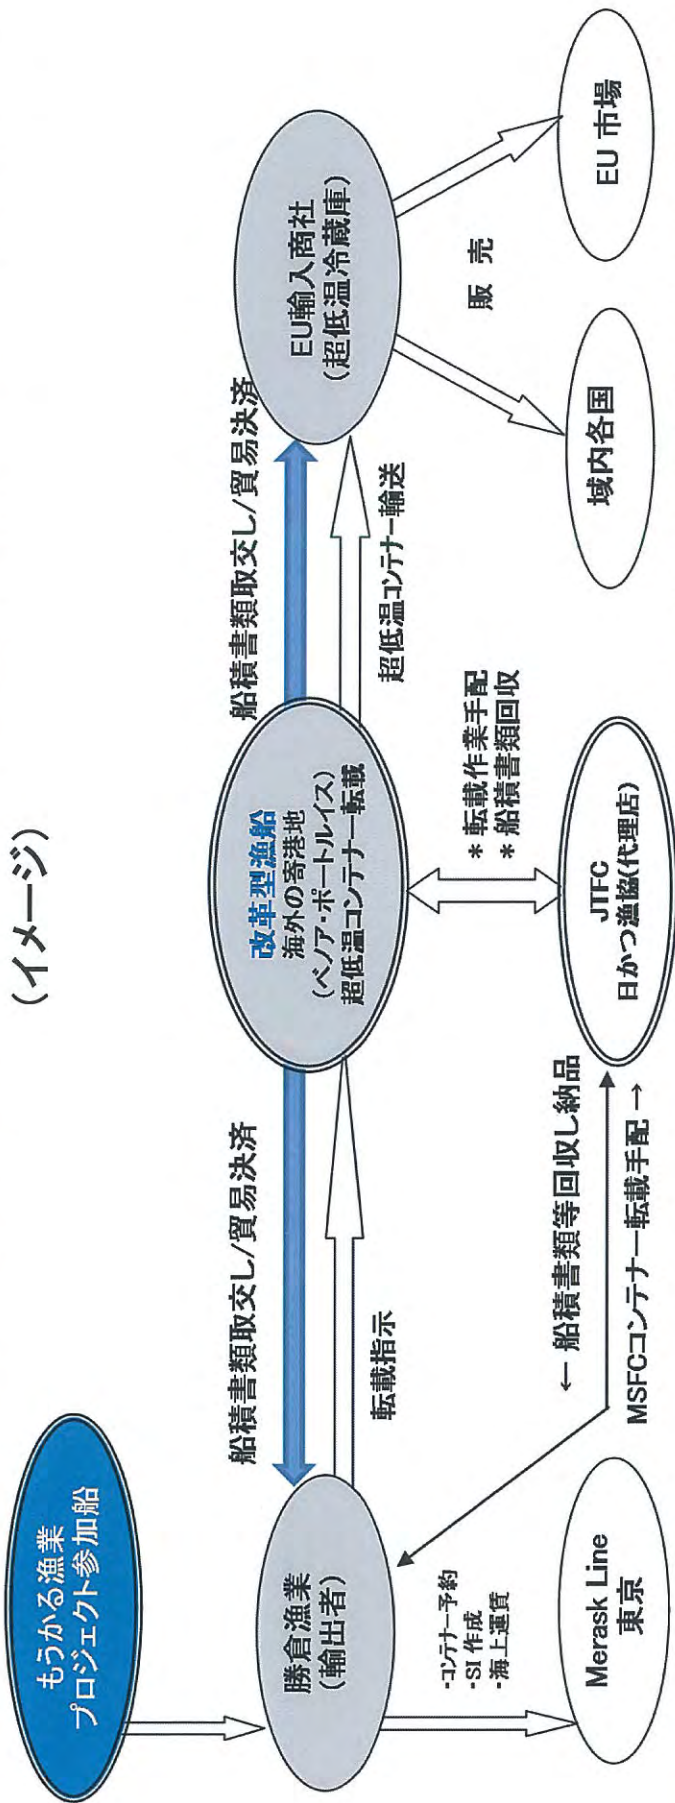 (イメージ)
もうかる漁業
プロジェクト参加船
勝倉漁業
(輸出者)
・コンテナー予約
・SI 作成
・海上運賃
Merask Line
東京
船積書類取交し/貿易決済
転載指示
← 船積書類等回収し納品
MSFCコンテナー転載手配 →
改革型漁船
海外の寄港地
(ベノア・ポートルイス)
超低温コンテナー転載
* 転載作業手配
* 船積書類回収
JTFC
日かつ漁協(代理店)
船積書類取交し/貿易決済
超低温コンテナー輸送
EU輸入商社
(超低温冷蔵庫)
販 売
域内各国
EU 市場